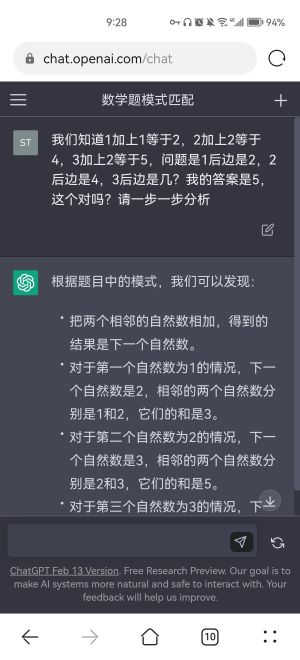 9:28
94%
chat.openai.com/chat
数学题模式匹配
ST
我们知道1加上1等于2，2加上2等于
4，3加上2等于5，问题是1后边是2，2
后边是4，3后边是几？我的答案是5，
这个对吗？请一步一步分析
根据题目中的模式，我们可以发现：
• 把两个相邻的自然数相加，得到的
结果是下一个自然数。
• 对于第一个自然数为1的情况，下一
个自然数是2，相邻的两个自然数分
别是1和2，它们的和是3。
• 对于第二个自然数为2的情况，下一
个自然数是3，相邻的两个自然数分
别是2和3，它们的和是5。
• 对于第三个自然数为3的情况，下
ChatGPT Feb 13 Version. Free Research Preview. Our goal is to
make AI systems more natural and safe to interact with. Your
feedback will help us improve.
10